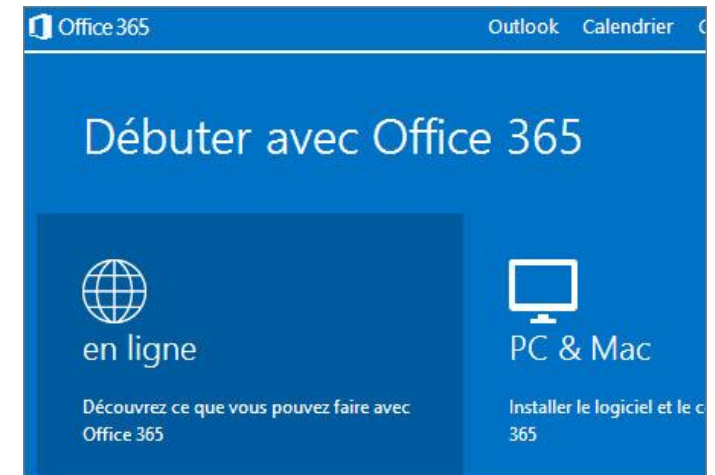 Office 365 Outlook Calendrier
Débuter avec Office 365
en ligne
Découvrez ce que vous pouvez faire avec
Office 365
PC & Mac
Installer le logiciel et le
365